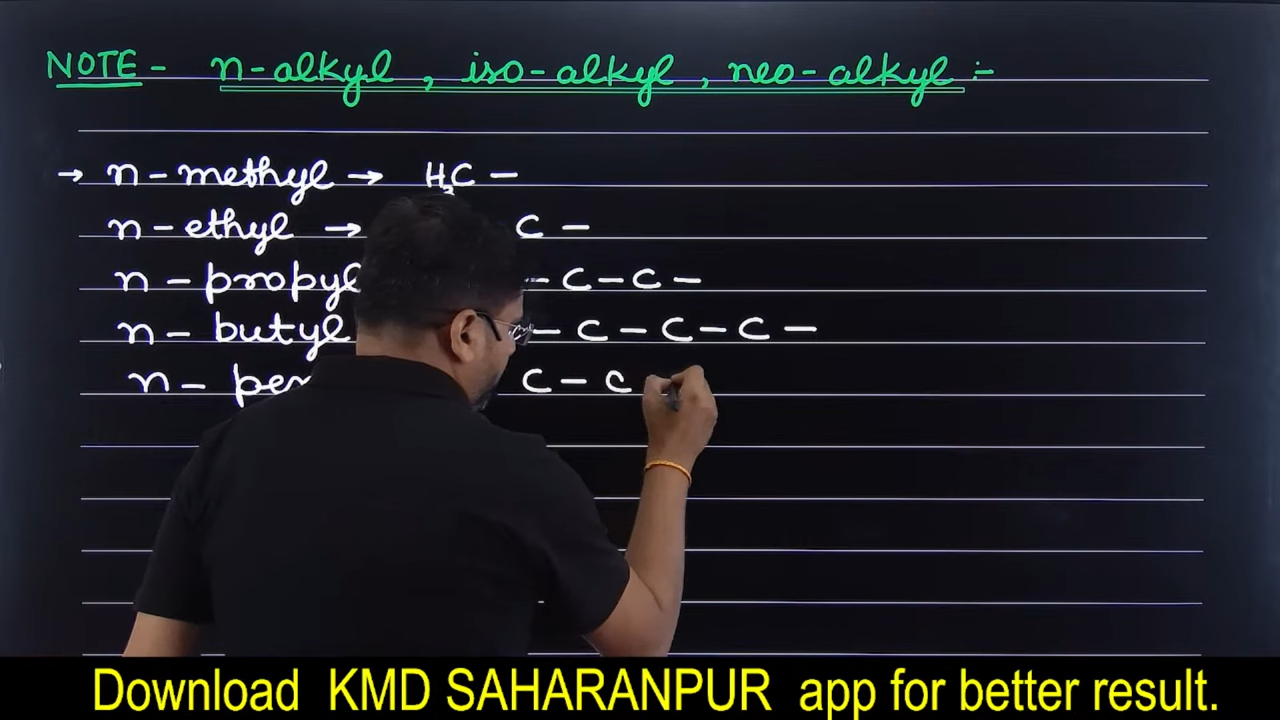 NOTE - n-alkyl , iso-alkyl , neo-alkyl :-
→ n - methyl → H₃C -
n - ethyl → C -
n - propyl - C - C -
n - butyl - C - C - C -
n - C - C
Download KMD SAHARANPUR app for better result.